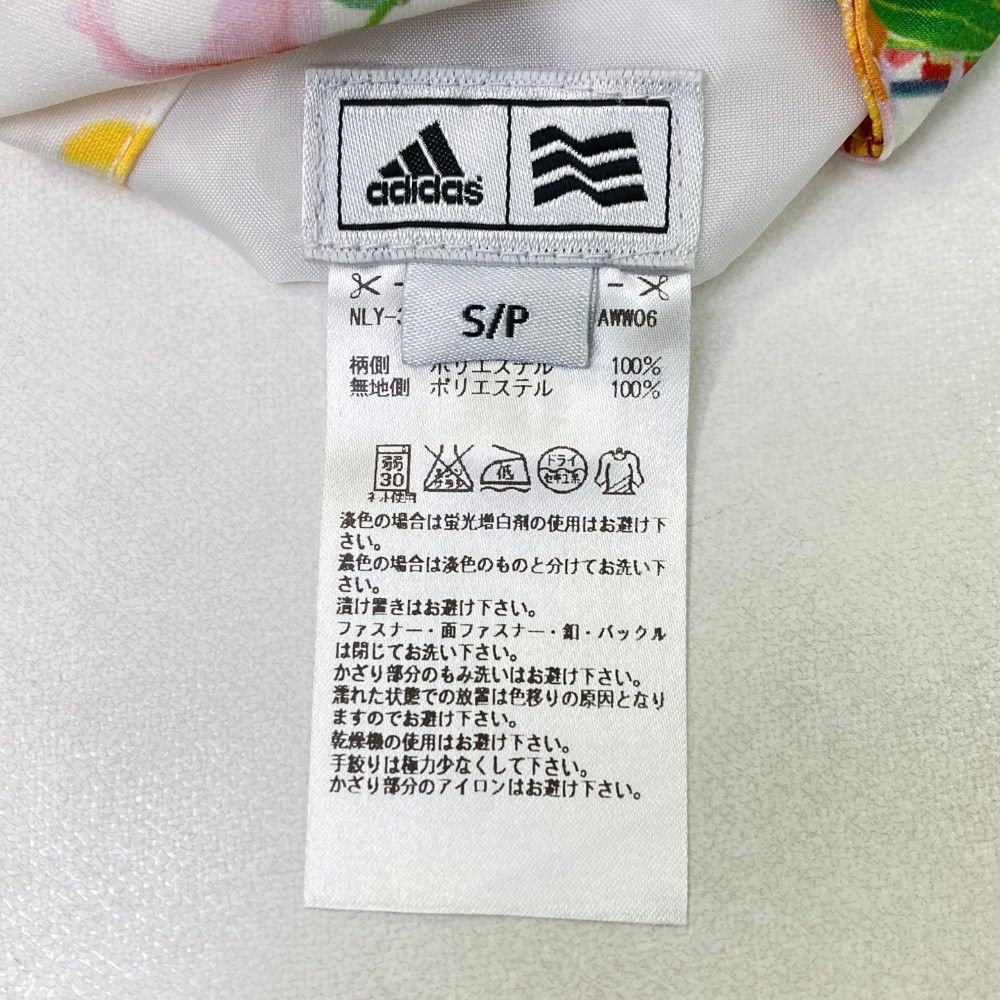 adidas
S/P
NLY-3
AWW06
柄側 ポリエステル 100%
無地側 ポリエステル 100%
弱 30 エンソ サラシ 低 ドライ セキユ系
ネット使用
淡色の場合は蛍光増白剤の使用はお避け下
さい。
濃色の場合は淡色のものと分けてお洗い下
さい。
漬け置きはお避け下さい。
ファスナー・面ファスナー・釦・バックル
は閉じてお洗い下さい。
かざり部分のもみ洗いはお避け下さい。
濡れた状態での放置は色移りの原因となり
ますのでお避け下さい。
乾燥機の使用はお避け下さい。
手絞りは極力少なくして下さい。
かざり部分のアイロンはお避け下さい。